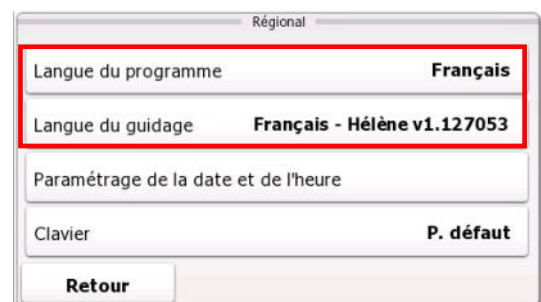 Régional
Langue du programme Français
Langue du guidage Français - Hélène v1.127053
Paramétrage de la date et de l'heure
Clavier P. défaut
Retour